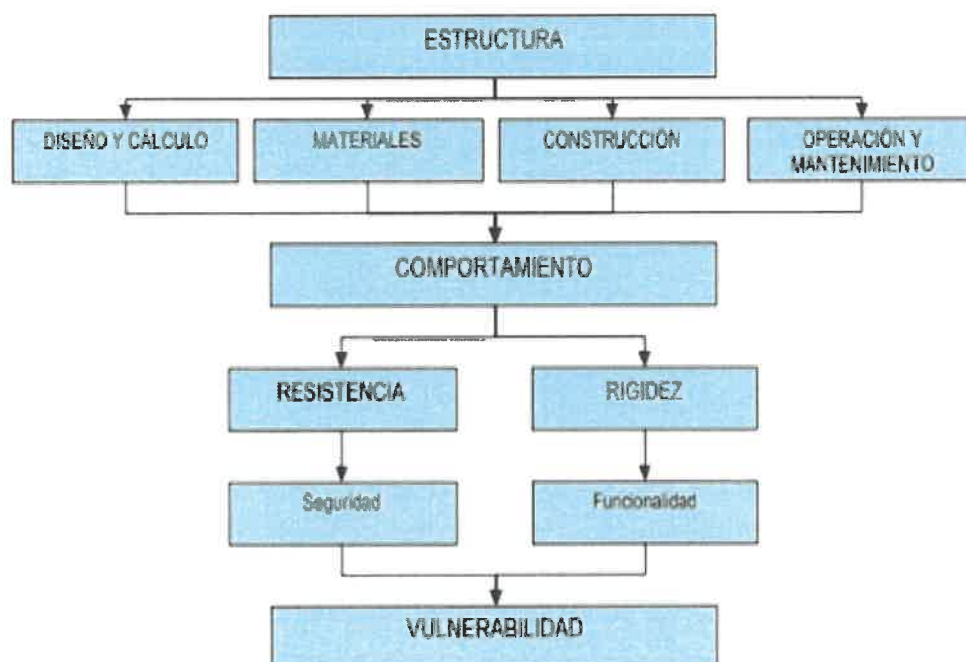 ESTRUCTURA
DISEÑO Y CÁLCULO
MATERIALES
CONSTRUCCIÓN
OPERACIÓN Y
MANTENIMIENTO
COMPORTAMIENTO
RESISTENCIA
RIGIDEZ
Seguridad
Funcionalidad
VULNERABILIDAD